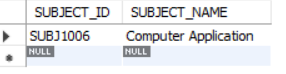 SUBJECT_ID SUBJECT_NAME
SUBJ1006 Computer Application
NULL NULL